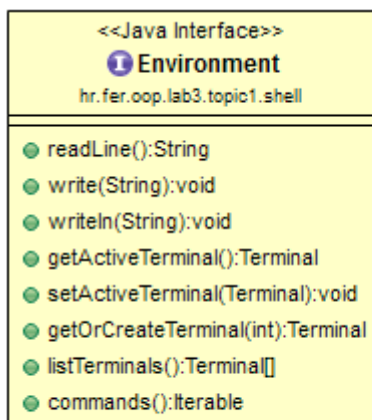 <<Java Interface>>
I Environment
hr.fer.oop.lab3.topic1.shell
readLine():String
write(String):void
writeln(String):void
getActiveTerminal():Terminal
setActiveTerminal(Terminal):void
getOrCreateTerminal(int):Terminal
listTerminals():Terminal[]
commands():Iterable